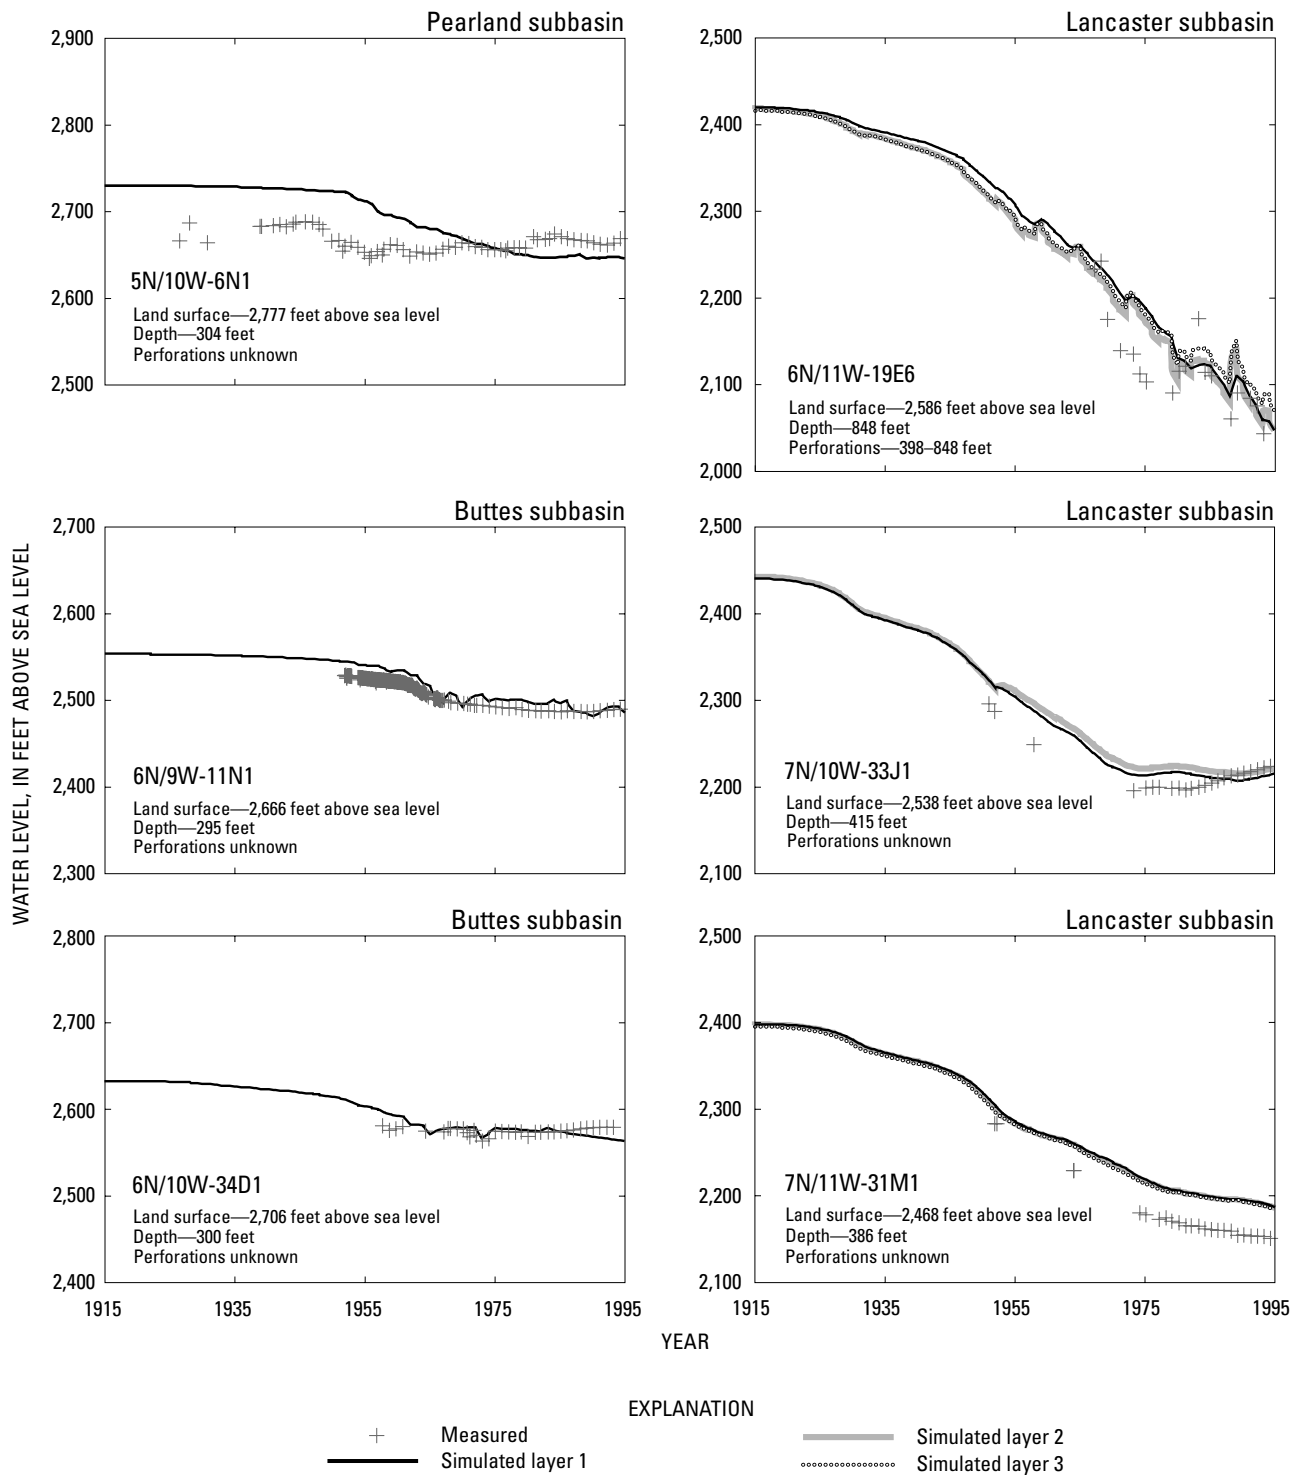 Pearland subbasin
2,900
2,800
2,700
2,600
2,500
5N/10W-6N1
Land surface—2,777 feet above sea level
Depth—304 feet
Perforations unknown
Lancaster subbasin
2,500
2,400
2,300
2,200
2,100
2,000
6N/11W-19E6
Land surface—2,586 feet above sea level
Depth—848 feet
Perforations—398–848 feet
WATER LEVEL, IN FEET ABOVE SEA LEVEL
Buttes subbasin
2,700
2,600
2,500
2,400
2,300
6N/9W-11N1
Land surface—2,666 feet above sea level
Depth—295 feet
Perforations unknown
Lancaster subbasin
2,500
2,400
2,300
2,200
2,100
7N/10W-33J1
Land surface—2,538 feet above sea level
Depth—415 feet
Perforations unknown
Buttes subbasin
2,800
2,700
2,600
2,500
2,400
6N/10W-34D1
Land surface—2,706 feet above sea level
Depth—300 feet
Perforations unknown
1915 1935 1955 1975 1995
Lancaster subbasin
2,500
2,400
2,300
2,200
2,100
7N/11W-31M1
Land surface—2,468 feet above sea level
Depth—386 feet
Perforations unknown
1915 1935 1955 1975 1995
YEAR
EXPLANATION
Measured
Simulated layer 1
Simulated layer 2
Simulated layer 3